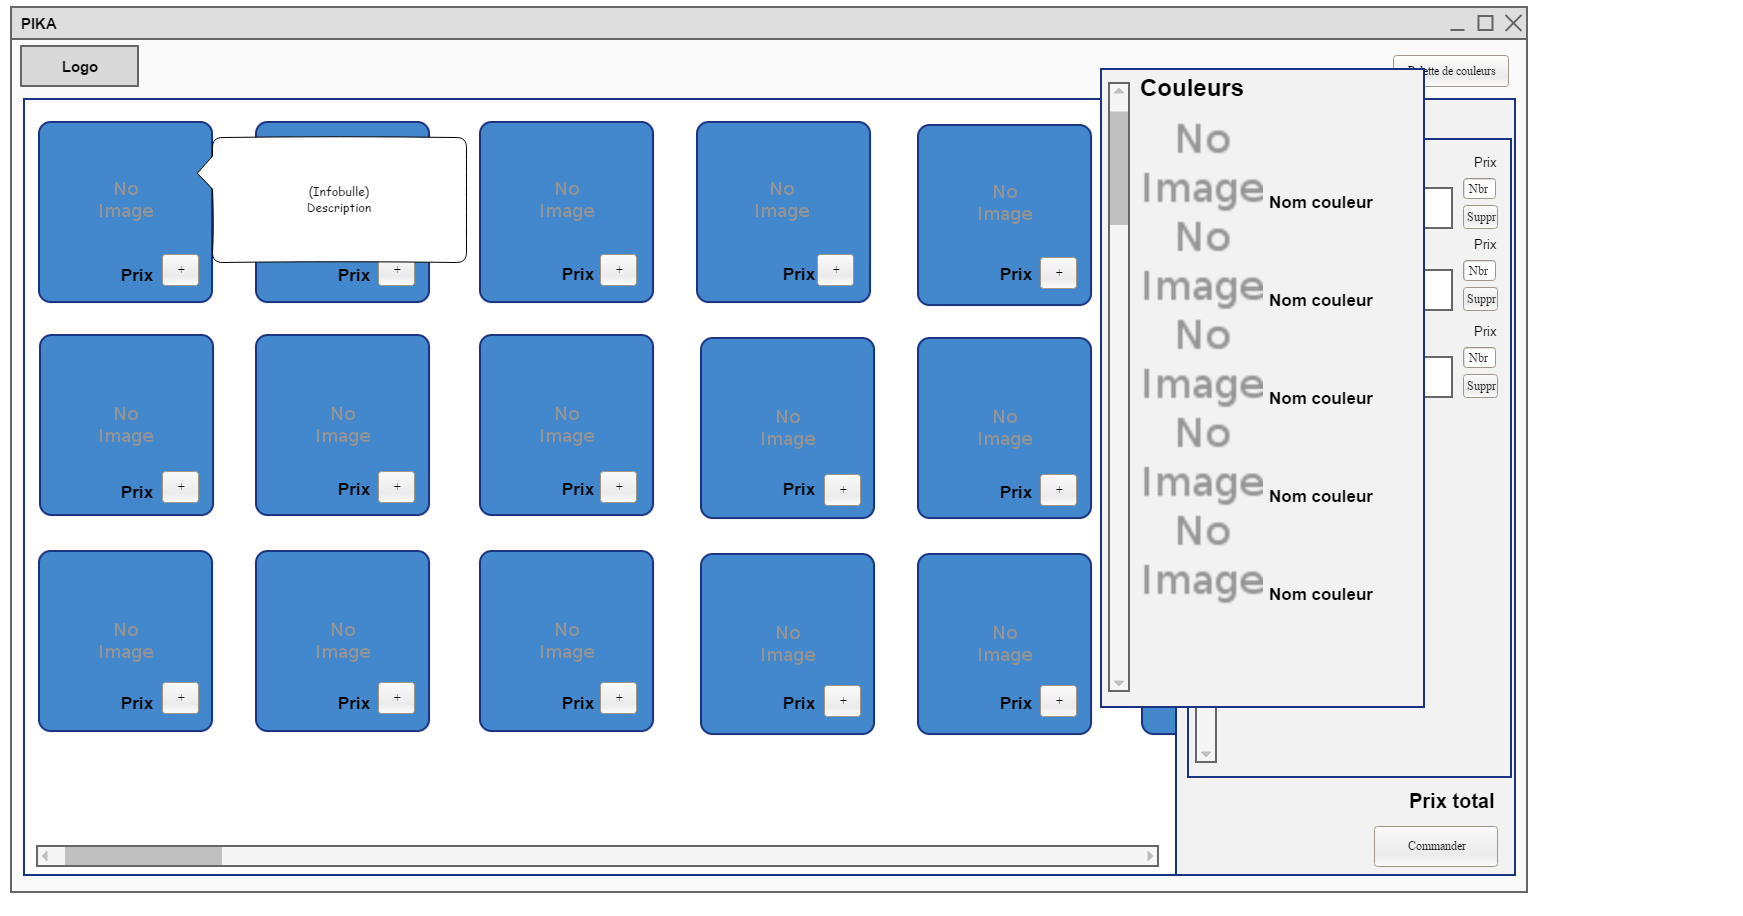 PIKA
Logo
Palette de couleurs
Couleurs
No
Image
Nom couleur
No
Image
Nom couleur
No
Image
Nom couleur
No
Image
Nom couleur
No
Image
Nom couleur
No
Image
Prix
+
(Infobulle)
Description
Prix
+
No
Image
Prix
+
No
Image
Prix
+
No
Image
Prix
+
No
Image
Prix
+
No
Image
Prix
+
No
Image
Prix
+
No
Image
Prix
+
No
Image
Prix
+
No
Image
Prix
+
No
Image
Prix
+
No
Image
Prix
+
No
Image
Prix
+
No
Image
Prix
+
Prix
Nbr
Suppr
Prix
Nbr
Suppr
Prix
Nbr
Suppr
Prix total
Commander